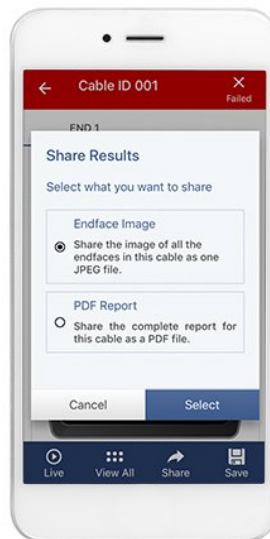 Cable ID 001
Failed
END 1
Share Results
Select what you want to share
Endface Image
Share the image of all the
endfaces in this cable as one
JPEG file.
PDF Report
Share the complete report for
this cable as a PDF file.
Cancel
Select
Live
View All
Share
Save